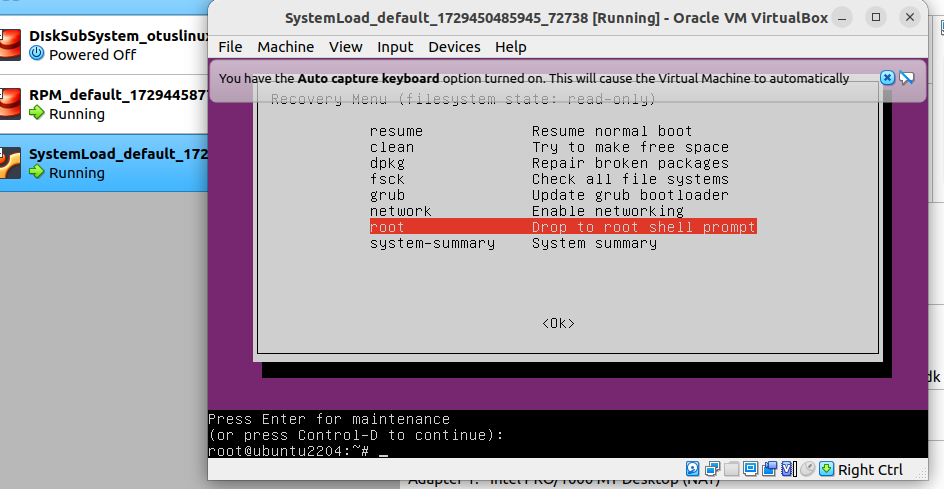 DIskSubSystem_otuslinux
Powered Off
RPM_default_172944587
Running
SystemLoad_default_172
Running
SystemLoad_default_1729450485945_72738 [Running] - Oracle VM VirtualBox
File Machine View Input Devices Help
You have the Auto capture keyboard option turned on. This will cause the Virtual Machine to automatically
Recovery Menu (filesystem state: read-only)
resume Resume normal boot
clean Try to make free space
dpkg Repair broken packages
fsck Check all file systems
grub Update grub bootloader
network Enable networking
root Drop to root shell prompt
system-summary System summary
<Ok>
dk
Press Enter for maintenance
(or press Control-D to continue):
root@ubuntu2204:~# _
Right Ctrl
Adapter 1: Intel PRO/1000 MT Desktop (NAT)